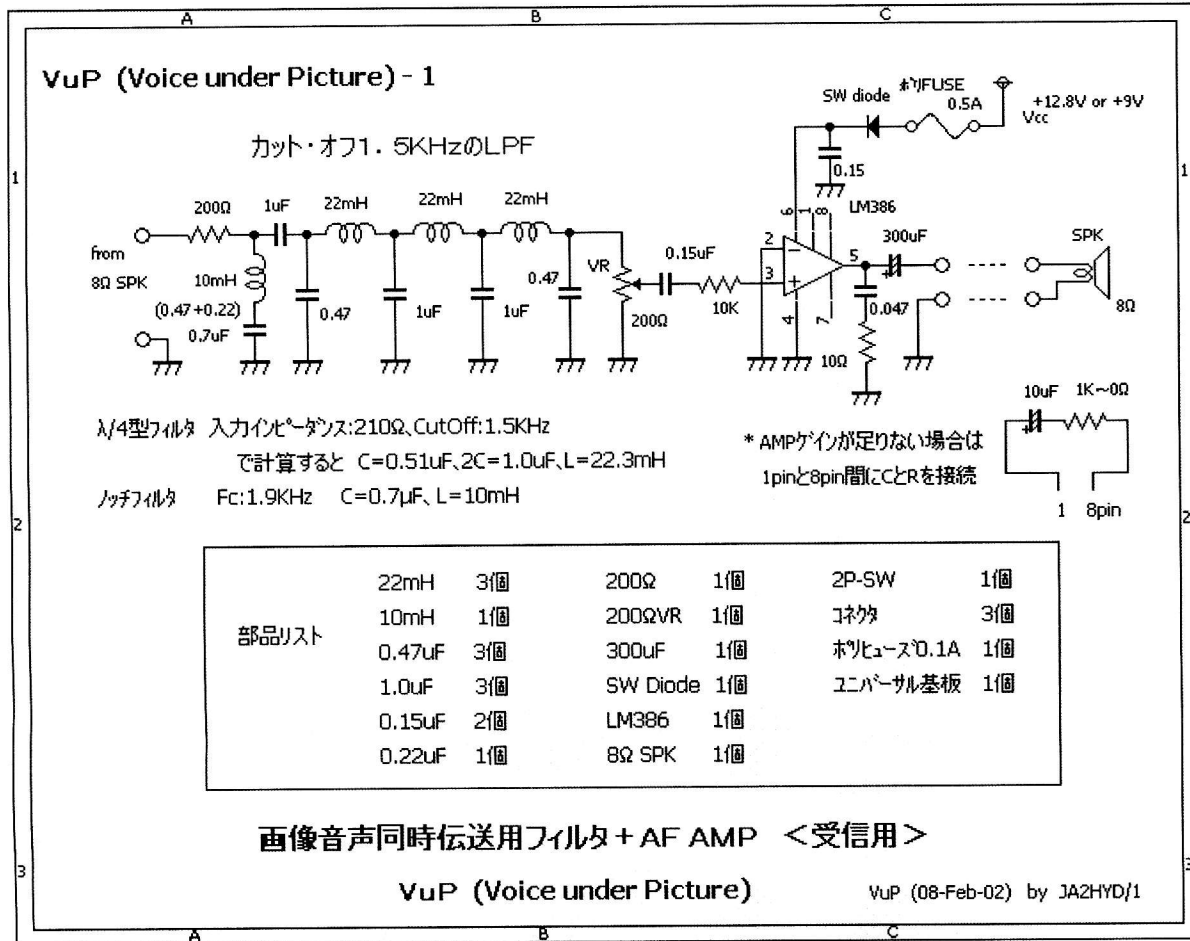 A B C
VuP (Voice under Picture) - 1
SW diode ポリFUSE
0.5A
+12.8V or +9V
Vcc
カット・オフ1. 5KHzのLPF
0.15
1 1
200Ω 1uF 22mH 22mH 22mH
6 1 8 LM386
from
8Ω SPK
10mH
(0.47+0.22)
0.7uF
0.47
1uF
1uF
0.47
VR
200Ω
0.15uF
10K
2
3
4
7
5
300uF
0.047
10Ω
SPK
8Ω
10uF 1K～0Ω
1 8pin
λ/4型フィルタ 入力インピーダンス:210Ω、CutOff:1.5KHz
で計算すると C=0.51uF、2C=1.0uF、L=22.3mH
ノッチフィルタ Fc:1.9KHz C=0.7μF、L=10mH
* AMPゲインが足りない場合は
1pinと8pin間にCとRを接続
2 2
部品リスト
22mH 3個 200Ω 1個 2P-SW 1個
10mH 1個 200ΩVR 1個 コネクタ 3個
0.47uF 3個 300uF 1個 ポリヒューズ0.1A 1個
1.0uF 3個 SW Diode 1個 ユニバーサル基板 1個
0.15uF 2個 LM386 1個
0.22uF 1個 8Ω SPK 1個
画像音声同時伝送用フィルタ+AF AMP ＜受信用＞
3 3
VuP (Voice under Picture)
VuP (08-Feb-02) by JA2HYD/1
A B C